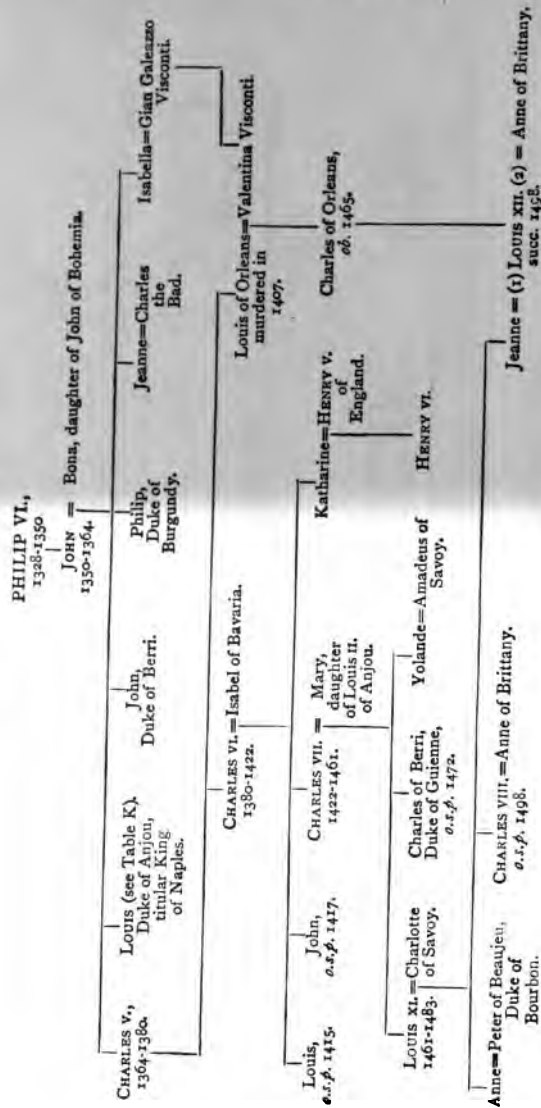 PHILIP VI.,
1328-1350
JOHN = Bona, daughter of John of Bohemia.
1350-1364.
CHARLES V.,
1364-1380.
LOUIS (see Table K).
Duke of Anjou,
titular King
of Naples.
John,
Duke of Berri.
Philip,
Duke of
Burgundy.
Jeanne=Charles
the
Bad.
Isabella=Gian Galeazzo
Visconti.
CHARLES VI.=Isabel of Bavaria.
1380-1422.
Louis of Orleans=Valentina Visconti.
murdered in
1407.
Louis,
o.s.p. 1415.
John,
o.s.p. 1417.
CHARLES VII. = Mary,
1422-1461. daughter
of Louis II.
of Anjou.
Katharine=HENRY V.
of
England.
Charles of Orleans,
ob. 1465.
LOUIS XI.=Charlotte
1461-1483. of Savoy.
Charles of Berri,
Duke of Guienne,
o.s.p. 1472.
Yolande=Amadeus of
Savoy.
HENRY VI.
Anne=Peter of Beaujeu,
Duke of
Bourbon.
CHARLES VIII.=Anne of Brittany.
o.s.p. 1498.
Jeanne = (1) LOUIS XII. (2) = Anne of Brittany.
succ. 1498.